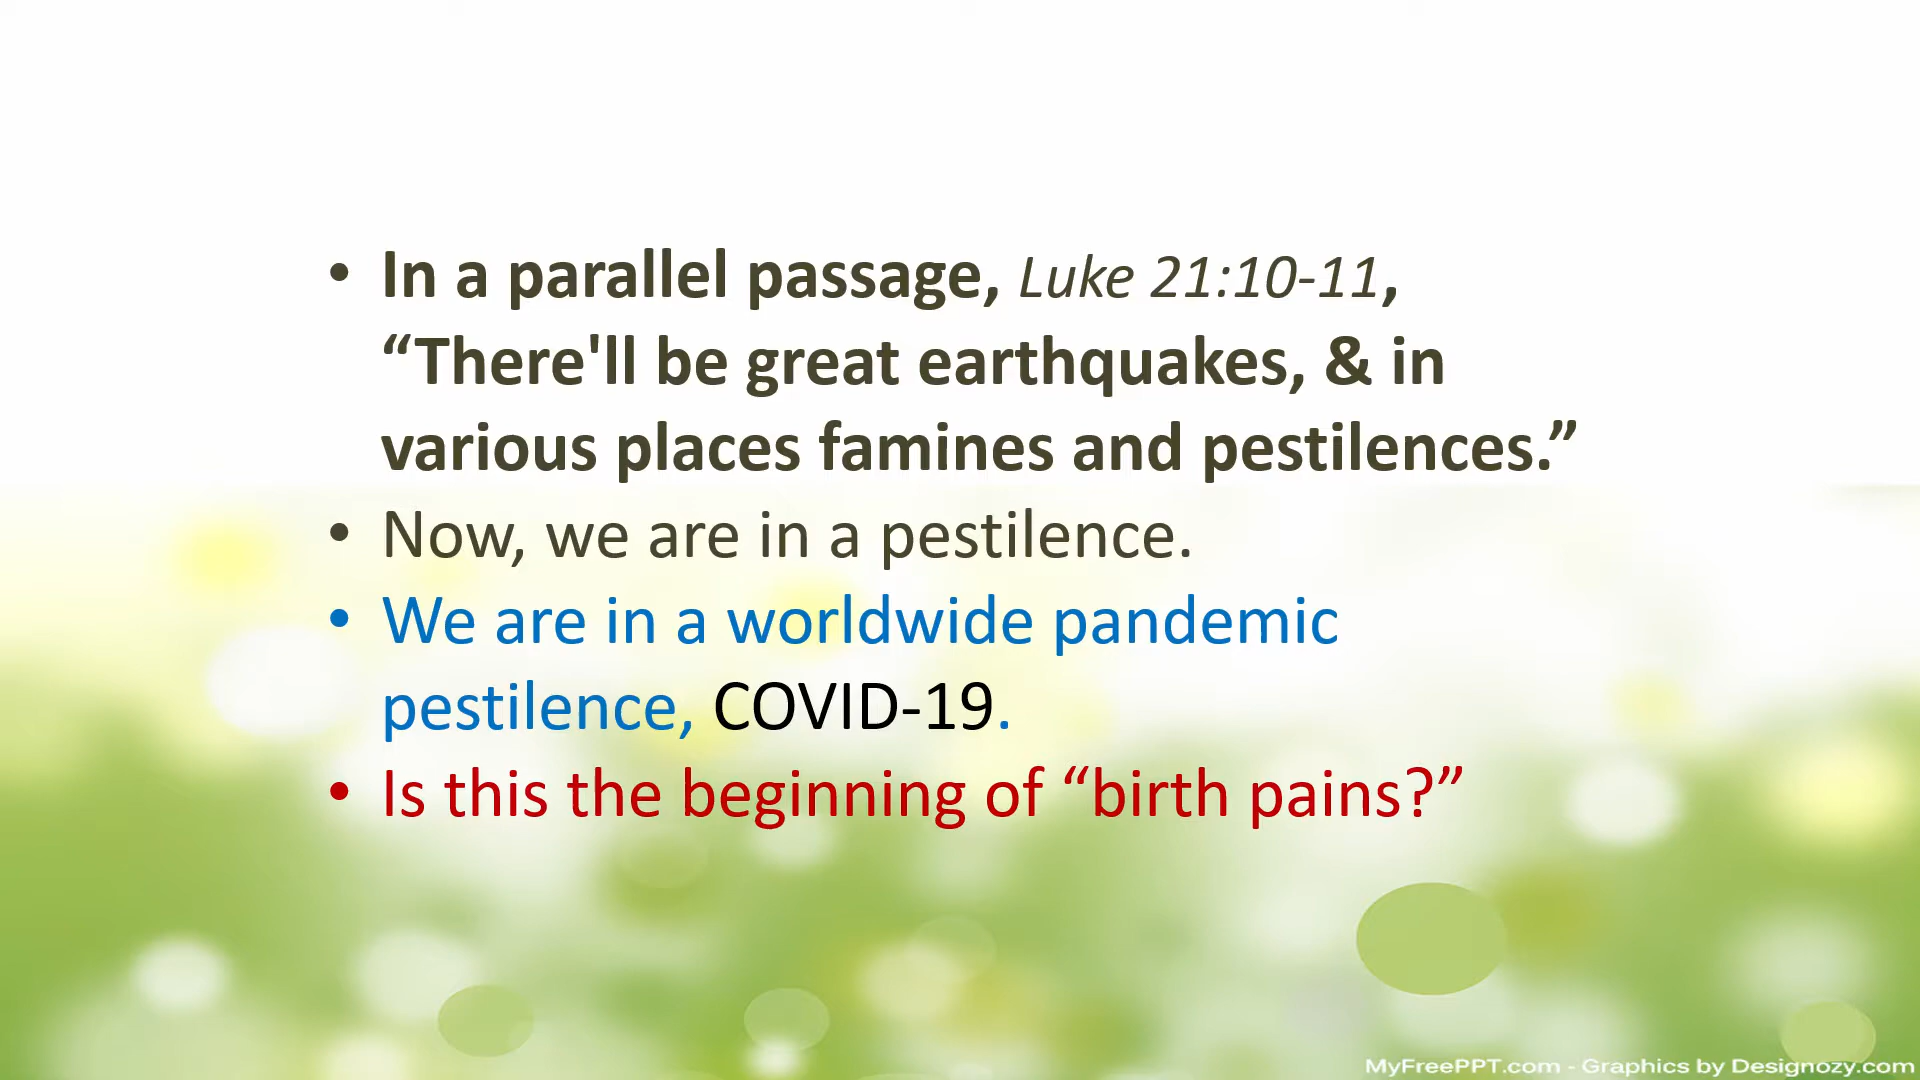 • In a parallel passage, Luke 21:10-11,
“There'll be great earthquakes, & in
various places famines and pestilences.”
• Now, we are in a pestilence.
• We are in a worldwide pandemic
pestilence, COVID-19.
• Is this the beginning of “birth pains?”
MyFreePPT.com - Graphics by Designozy.com